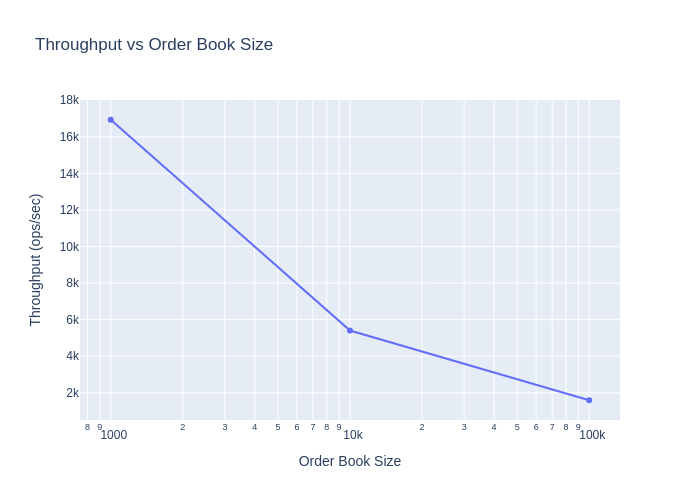 Throughput vs Order Book Size
18k
16k
14k
12k
10k
8k
6k
4k
2k
Throughput (ops/sec)
8 9 1000 2 3 4 5 6 7 8 9 10k 2 3 4 5 6 7 8 9 100k
Order Book Size